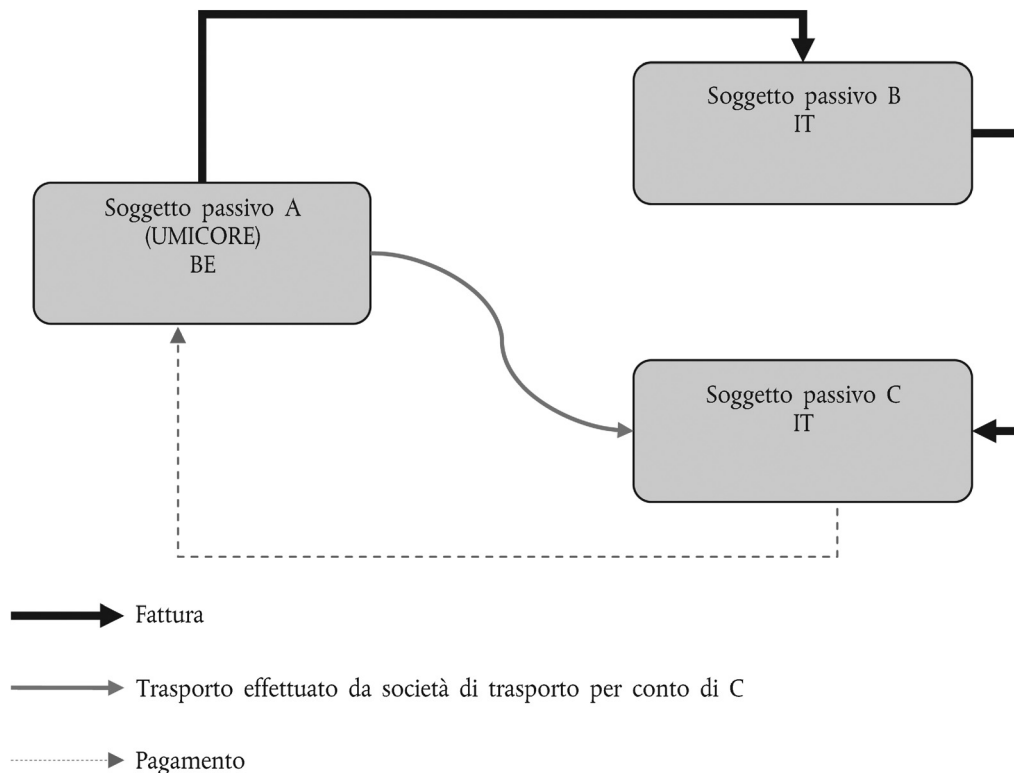 Soggetto passivo B
IT
Soggetto passivo A
(UMICORE)
BE
Soggetto passivo C
IT
Fattura
Trasporto effettuato da società di trasporto per conto di C
Pagamento